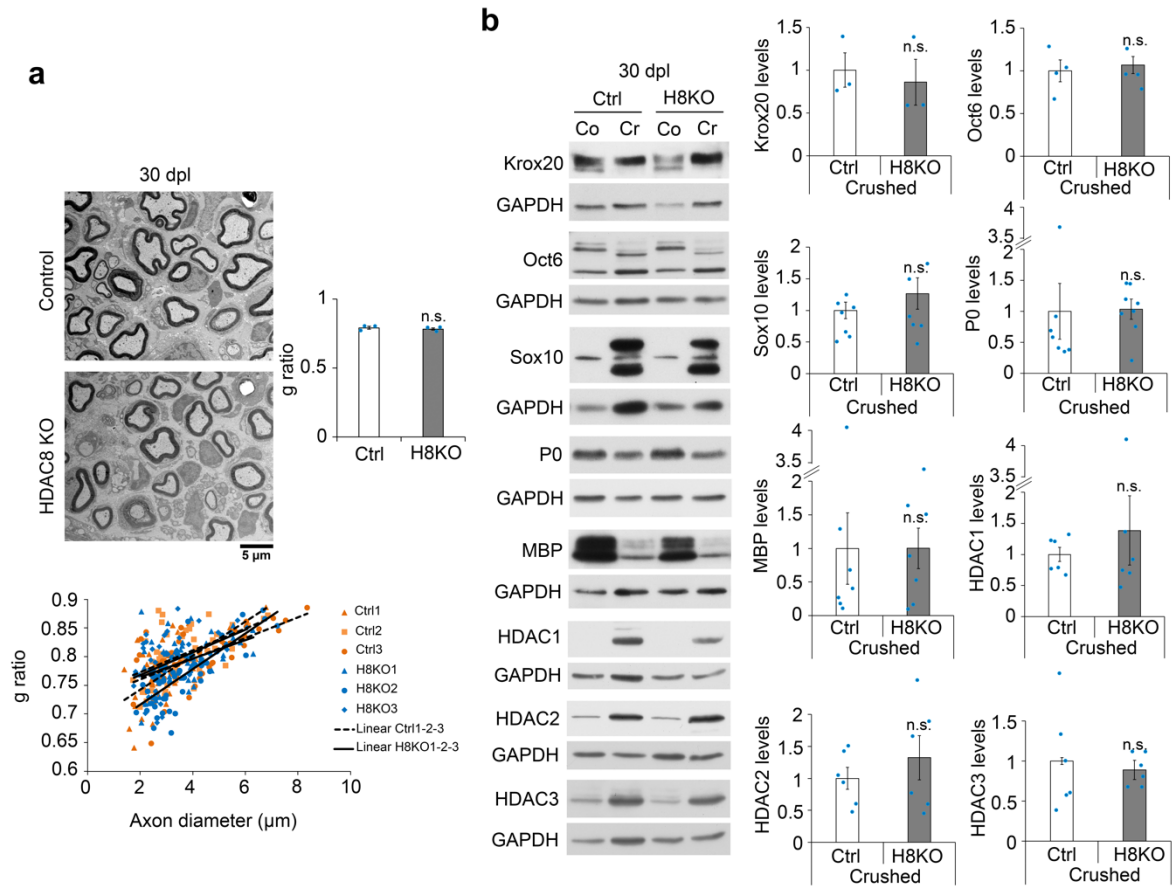 a
30 dpl
Control
HDAC8 KO
5 µm
g ratio
1
0.5
0
n.s.
Ctrl
H8KO
g ratio
0.9
0.85
0.8
0.75
0.7
0.65
0.6
0
2
4
6
8
10
Axon diameter (µm)
Ctrl1
Ctrl2
Ctrl3
H8KO1
H8KO2
H8KO3
Linear Ctrl1-2-3
Linear H8KO1-2-3
b
30 dpl
Ctrl H8KO
Co Cr Co Cr
Krox20
GAPDH
Oct6
GAPDH
Sox10
GAPDH
P0
GAPDH
MBP
GAPDH
HDAC1
GAPDH
HDAC2
GAPDH
HDAC3
GAPDH
Krox20 levels
1.5
1
0.5
0
n.s.
Ctrl H8KO
Crushed
Oct6 levels
1.5
1
0.5
0
n.s.
Ctrl H8KO
Crushed
Sox10 levels
2
1.5
1
0.5
0
n.s.
Ctrl H8KO
Crushed
P0 levels
4
3.5
2
1.5
1
0.5
0
n.s.
Ctrl H8KO
Crushed
MBP levels
4
3.5
2
1.5
1
0.5
0
n.s.
Ctrl H8KO
Crushed
HDAC1 levels
4.5
4
2
1.5
1
0.5
0
n.s.
Ctrl H8KO
Crushed
HDAC2 levels
2
1.5
1
0.5
0
n.s.
Ctrl H8KO
Crushed
HDAC3 levels
2
1.5
1
0.5
0
n.s.
Ctrl H8KO
Crushed